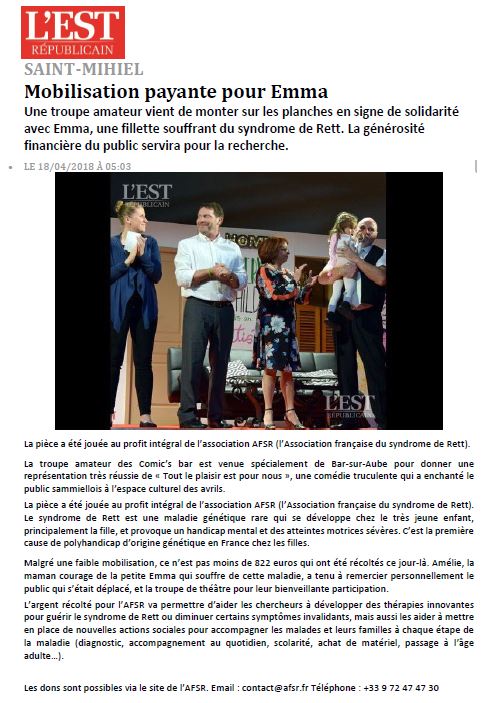 L'EST
RÉPUBLICAIN
SAINT-MIHIEL
Mobilisation payante pour Emma
Une troupe amateur vient de monter sur les planches en signe de solidarité
avec Emma, une fillette souffrant du syndrome de Rett. La générosité
financière du public servira pour la recherche.
• LE 18/04/2018 À 05:03
L'EST
RÉPUBLICAIN
HOME
L'EST
RÉPUBLICAIN
La pièce a été jouée au profit intégral de l'association AFSR (l'Association française du syndrome de Rett).
La troupe amateur des Comic's bar est venue spécialement de Bar-sur-Aube pour donner une
représentation très réussie de « Tout le plaisir est pour nous », une comédie truculente qui a enchanté le
public sammiellois à l'espace culturel des avrils.
La pièce a été jouée au profit intégral de l'association AFSR (l'Association française du syndrome de Rett).
Le syndrome de Rett est une maladie génétique rare qui se développe chez le très jeune enfant,
principalement la fille, et provoque un handicap mental et des atteintes motrices sévères. C'est la première
cause de polyhandicap d'origine génétique en France chez les filles.
Malgré une faible mobilisation, ce n'est pas moins de 822 euros qui ont été récoltés ce jour-là. Amélie, la
maman courage de la petite Emma qui souffre de cette maladie, a tenu a remercier personnellement le
public qui s'était déplacé, et la troupe de théâtre pour leur bienveillante participation.
L'argent récolté pour l'AFSR va permettre d'aider les chercheurs à développer des thérapies innovantes
pour guérir le syndrome de Rett ou diminuer certains symptômes invalidants, mais aussi les aider à mettre
en place de nouvelles actions sociales pour accompagner les malades et leurs familles à chaque étape de
la maladie (diagnostic, accompagnement au quotidien, scolarité, achat de matériel, passage à l'âge
adulte…).
Les dons sont possibles via le site de l'AFSR. Email : contact@afsr.fr Téléphone : +33 9 72 47 47 30